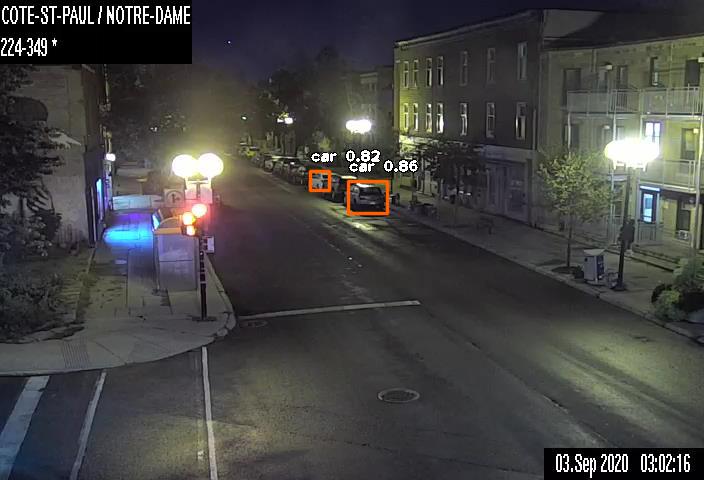 COTE-ST-PAUL / NOTRE-DAME
224-349 *
car 0.82
car 0.86
03.Sep 2020 03:02:16